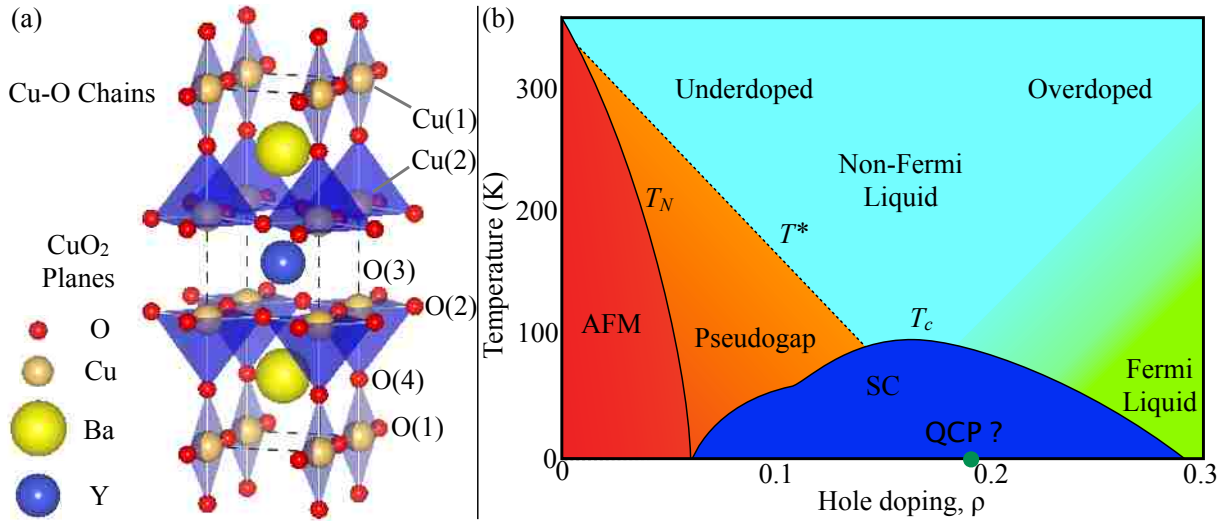 (a)
Cu-O Chains
Cu(1)
Cu(2)
CuO₂
Planes
O(3)
O(2)
O
Cu
O(4)
Ba
O(1)
Y
(b)
Temperature (K)
300
200
100
0
Underdoped
Overdoped
Non-Fermi
Liquid
T_N
T*
T_c
AFM
Pseudogap
SC
Fermi
Liquid
QCP ?
0
0.1
0.2
0.3
Hole doping, ρ